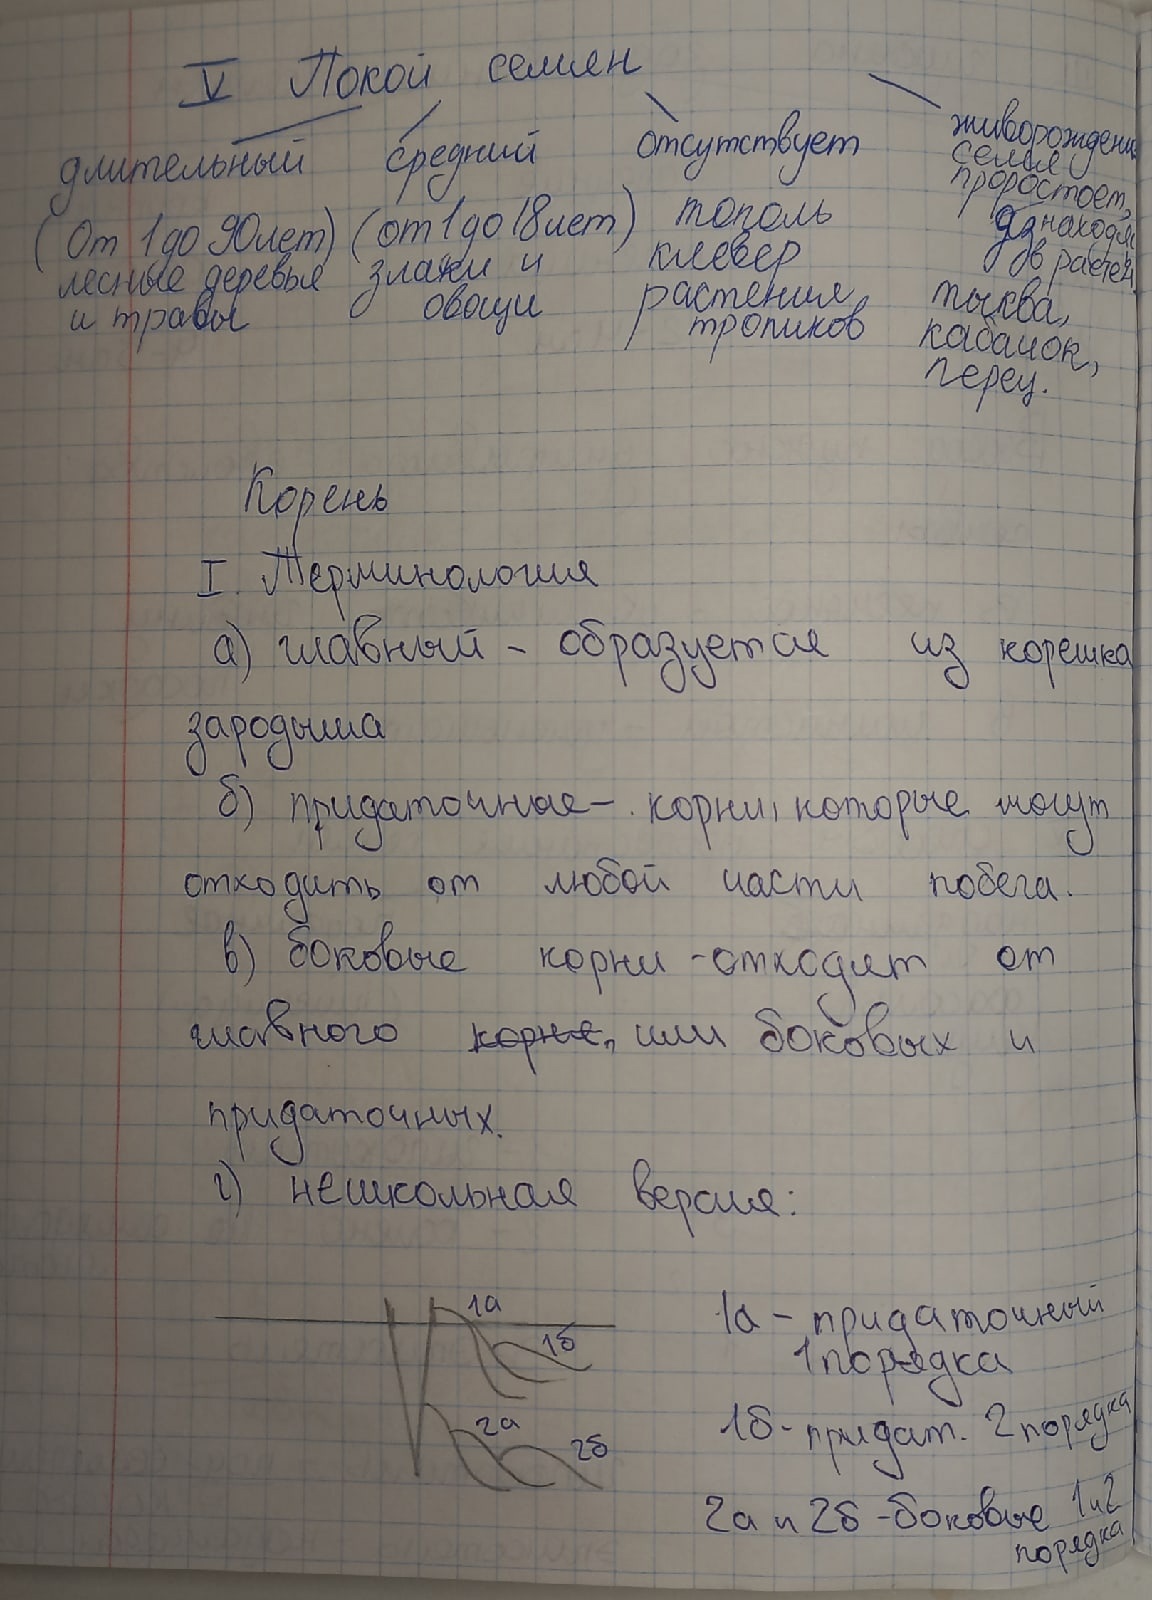 V Покой семян
длительный средний отсутствует живорождение
(от 1 до 90 лет) (от 1 до 18 лет) тополь семя
лесные деревья злаки и клевер проростает,
и травы овощи растения находясь
тропиков в растен.
тыква,
кабачок,
перец.
Корень
I. Терминология
а) главный - образуется из корешка
зародыша
б) придаточные - корни, которые могут
отходить от любой части побега.
в) боковые корни - отходят от
главного корня, или боковых и
придаточных.
г) нешкольная версия:
1а
1б
2а
2б
1а - придаточный
1 порядка
1б - придат. 2 порядка
2а и 2б - боковые 1 и 2
порядка